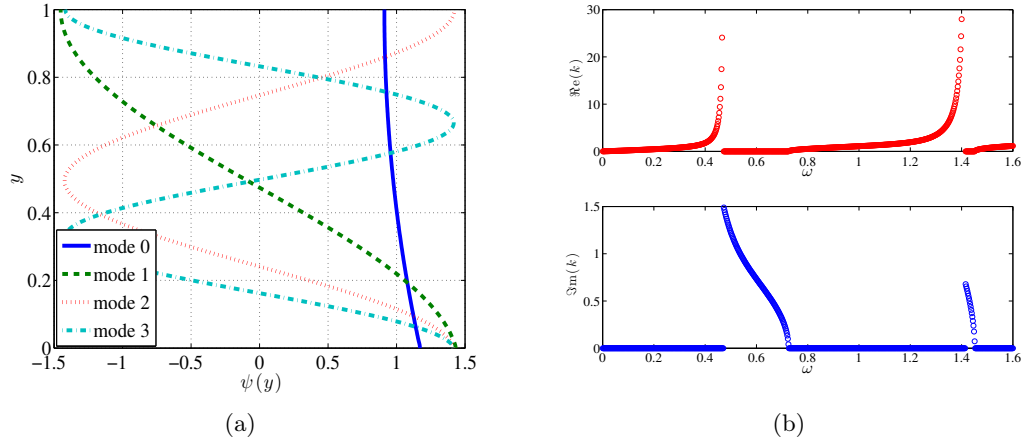 1
0.8
0.6
0.4
0.2
0
y
mode 0
mode 1
mode 2
mode 3
−1.5 −1 −0.5 0 0.5 1 1.5
ψ(y)
(a)
30
20
10
0
ℜe(k)
0 0.2 0.4 0.6 0.8 1 1.2 1.4 1.6
ω
1.5
1
0.5
0
ℑm(k)
0 0.2 0.4 0.6 0.8 1 1.2 1.4 1.6
ω
(b)